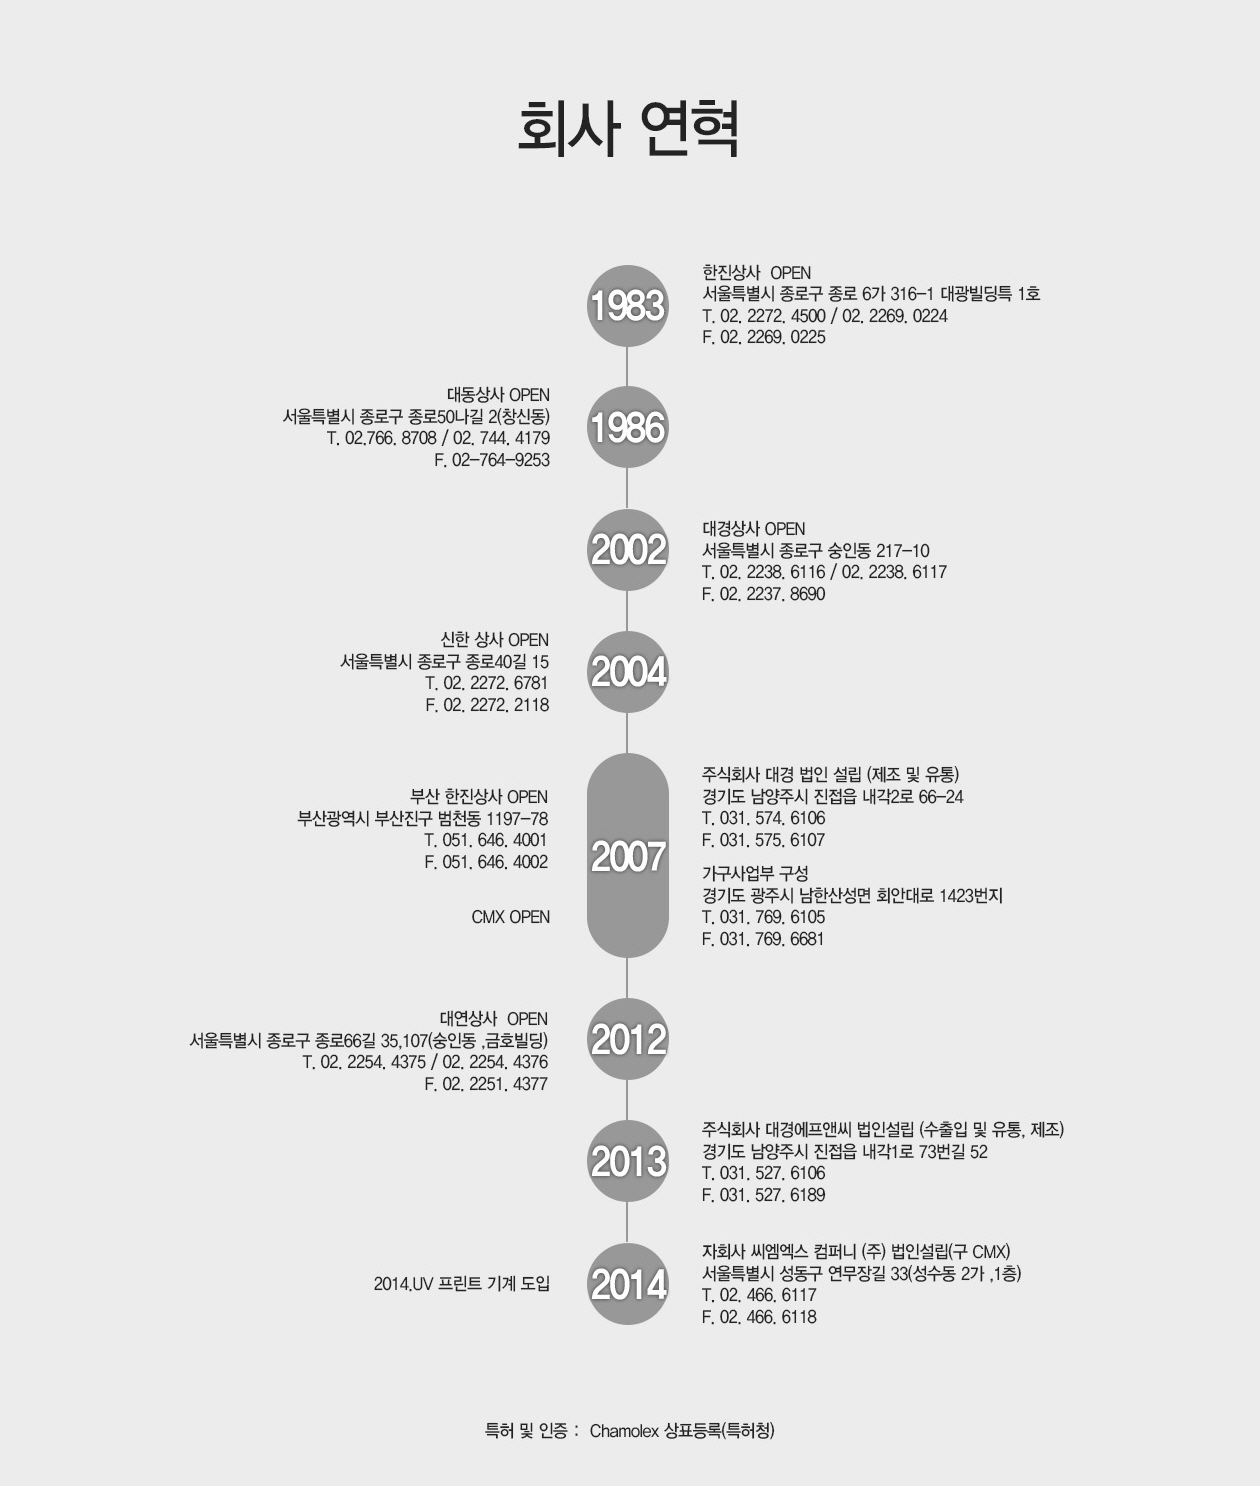 회사 연혁
1983
한진상사 OPEN
서울특별시 종로구 종로 6가 316-1 대광빌딩특 1호
T. 02. 2272. 4500 / 02. 2269. 0224
F. 02. 2269. 0225
1986
대동상사 OPEN
서울특별시 종로구 종로50나길 2(창신동)
T. 02.766. 8708 / 02. 744. 4179
F. 02-764-9253
2002
대경상사 OPEN
서울특별시 종로구 숭인동 217-10
T. 02. 2238. 6116 / 02. 2238. 6117
F. 02. 2237. 8690
2004
신한 상사 OPEN
서울특별시 종로구 종로40길 15
T. 02. 2272. 6781
F. 02. 2272. 2118
2007
부산 한진상사 OPEN
부산광역시 부산진구 범천동 1197-78
T. 051. 646. 4001
F. 051. 646. 4002
CMX OPEN
주식회사 대경 법인 설립 (제조 및 유통)
경기도 남양주시 진접읍 내각2로 66-24
T. 031. 574. 6106
F. 031. 575. 6107
가구사업부 구성
경기도 광주시 남한산성면 회안대로 1423번지
T. 031. 769. 6105
F. 031. 769. 6681
2012
대연상사 OPEN
서울특별시 종로구 종로66길 35,107(숭인동 ,금호빌딩)
T. 02. 2254. 4375 / 02. 2254. 4376
F. 02. 2251. 4377
2013
주식회사 대경에프앤씨 법인설립 (수출입 및 유통, 제조)
경기도 남양주시 진접읍 내각1로 73번길 52
T. 031. 527. 6106
F. 031. 527. 6189
2014
2014.UV 프린트 기계 도입
자회사 씨엠엑스 컴퍼니 (주) 법인설립(구 CMX)
서울특별시 성동구 연무장길 33(성수동 2가 ,1층)
T. 02. 466. 6117
F. 02. 466. 6118
특허 및 인증 : Chamolex 상표등록(특허청)